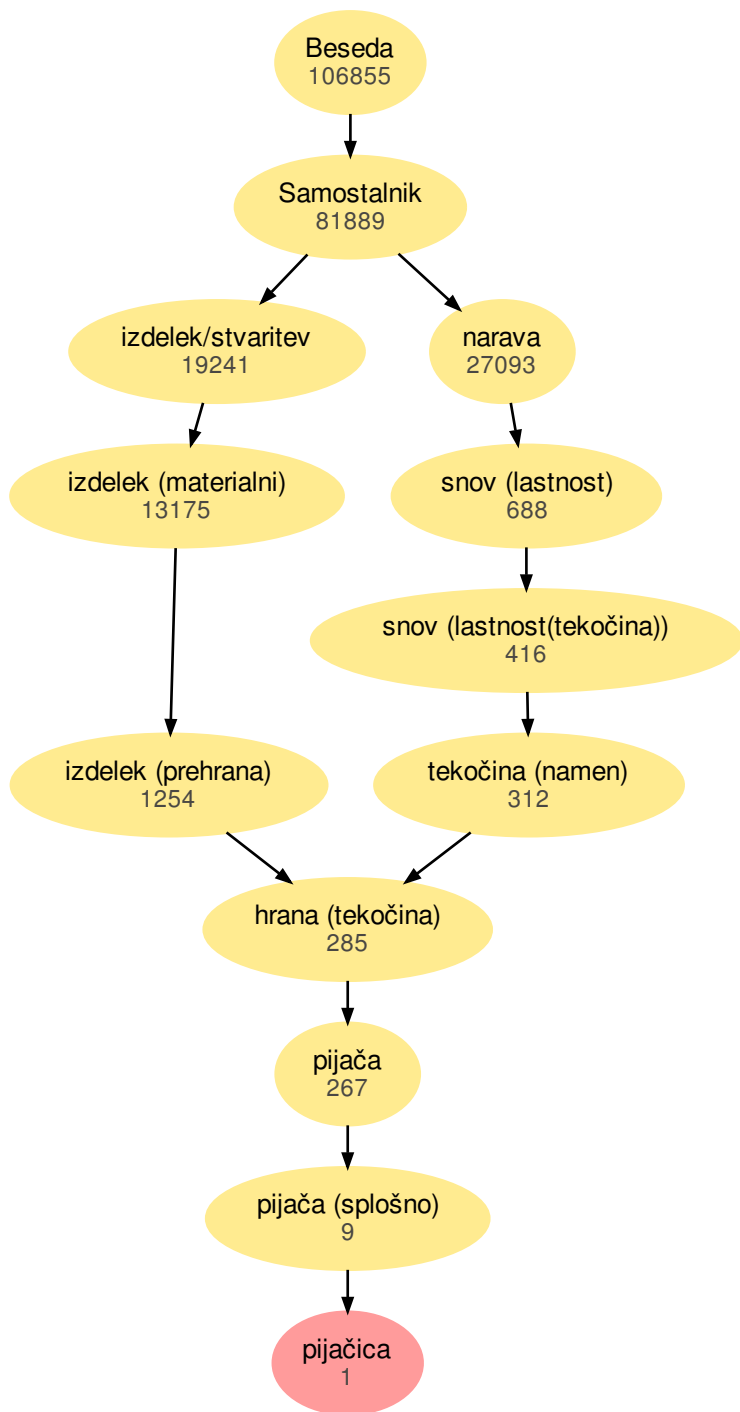 Beseda
106855
Samostalnik
81889
izdelek/stvaritev
19241
narava
27093
izdelek (materialni)
13175
snov (lastnost)
688
snov (lastnost(tekočina))
416
izdelek (prehrana)
1254
tekočina (namen)
312
hrana (tekočina)
285
pijača
267
pijača (splošno)
9
pijačica
1